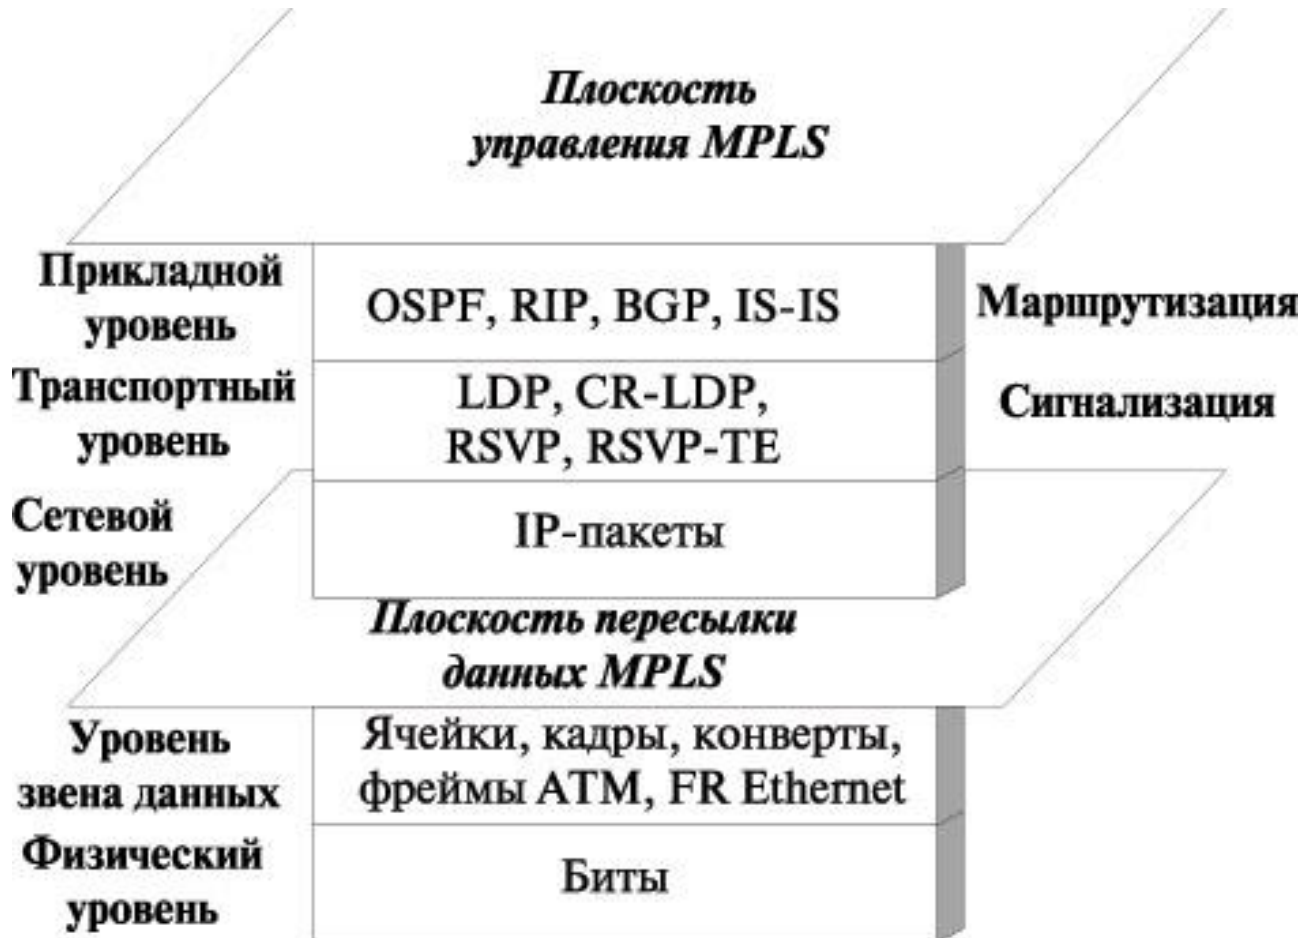 Плоскость
управления MPLS
Прикладной
уровень
OSPF, RIP, BGP, IS-IS
Маршрутизация
Транспортный
уровень
LDP, CR-LDP,
RSVP, RSVP-TE
Сигнализация
Сетевой
уровень
IP-пакеты
Плоскость пересылки
данных MPLS
Уровень
звена данных
Ячейки, кадры, конверты,
фреймы ATM, FR Ethernet
Физический
уровень
Биты